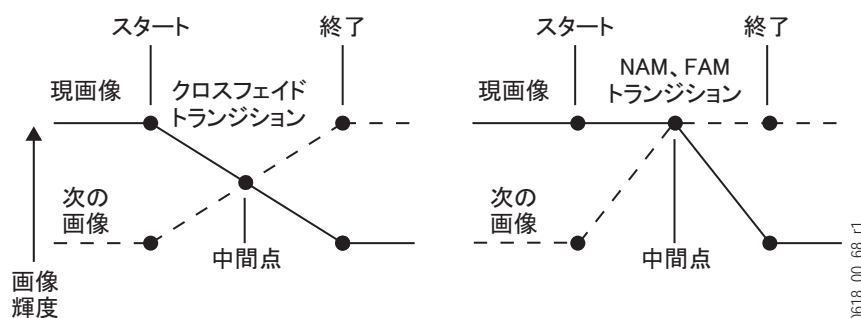 スタート
終了
現画像
クロスフェイド
トランジション
次の
画像
中間点
画像
輝度
スタート
終了
現画像
NAM、FAM
トランジション
次の
画像
中間点
0618_00_68_r1